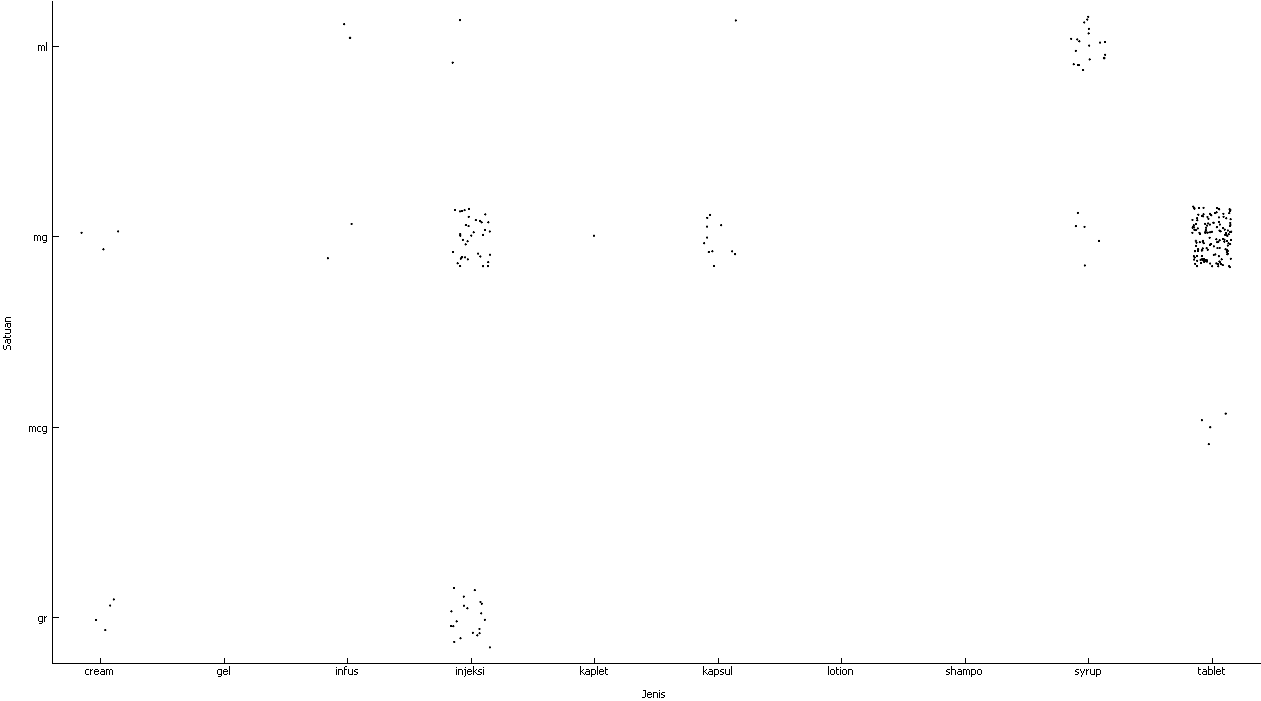 ml
mg
Satuan
mcg
gr
cream gel infus injeksi kaplet kapsul lotion shampo syrup tablet
Jenis